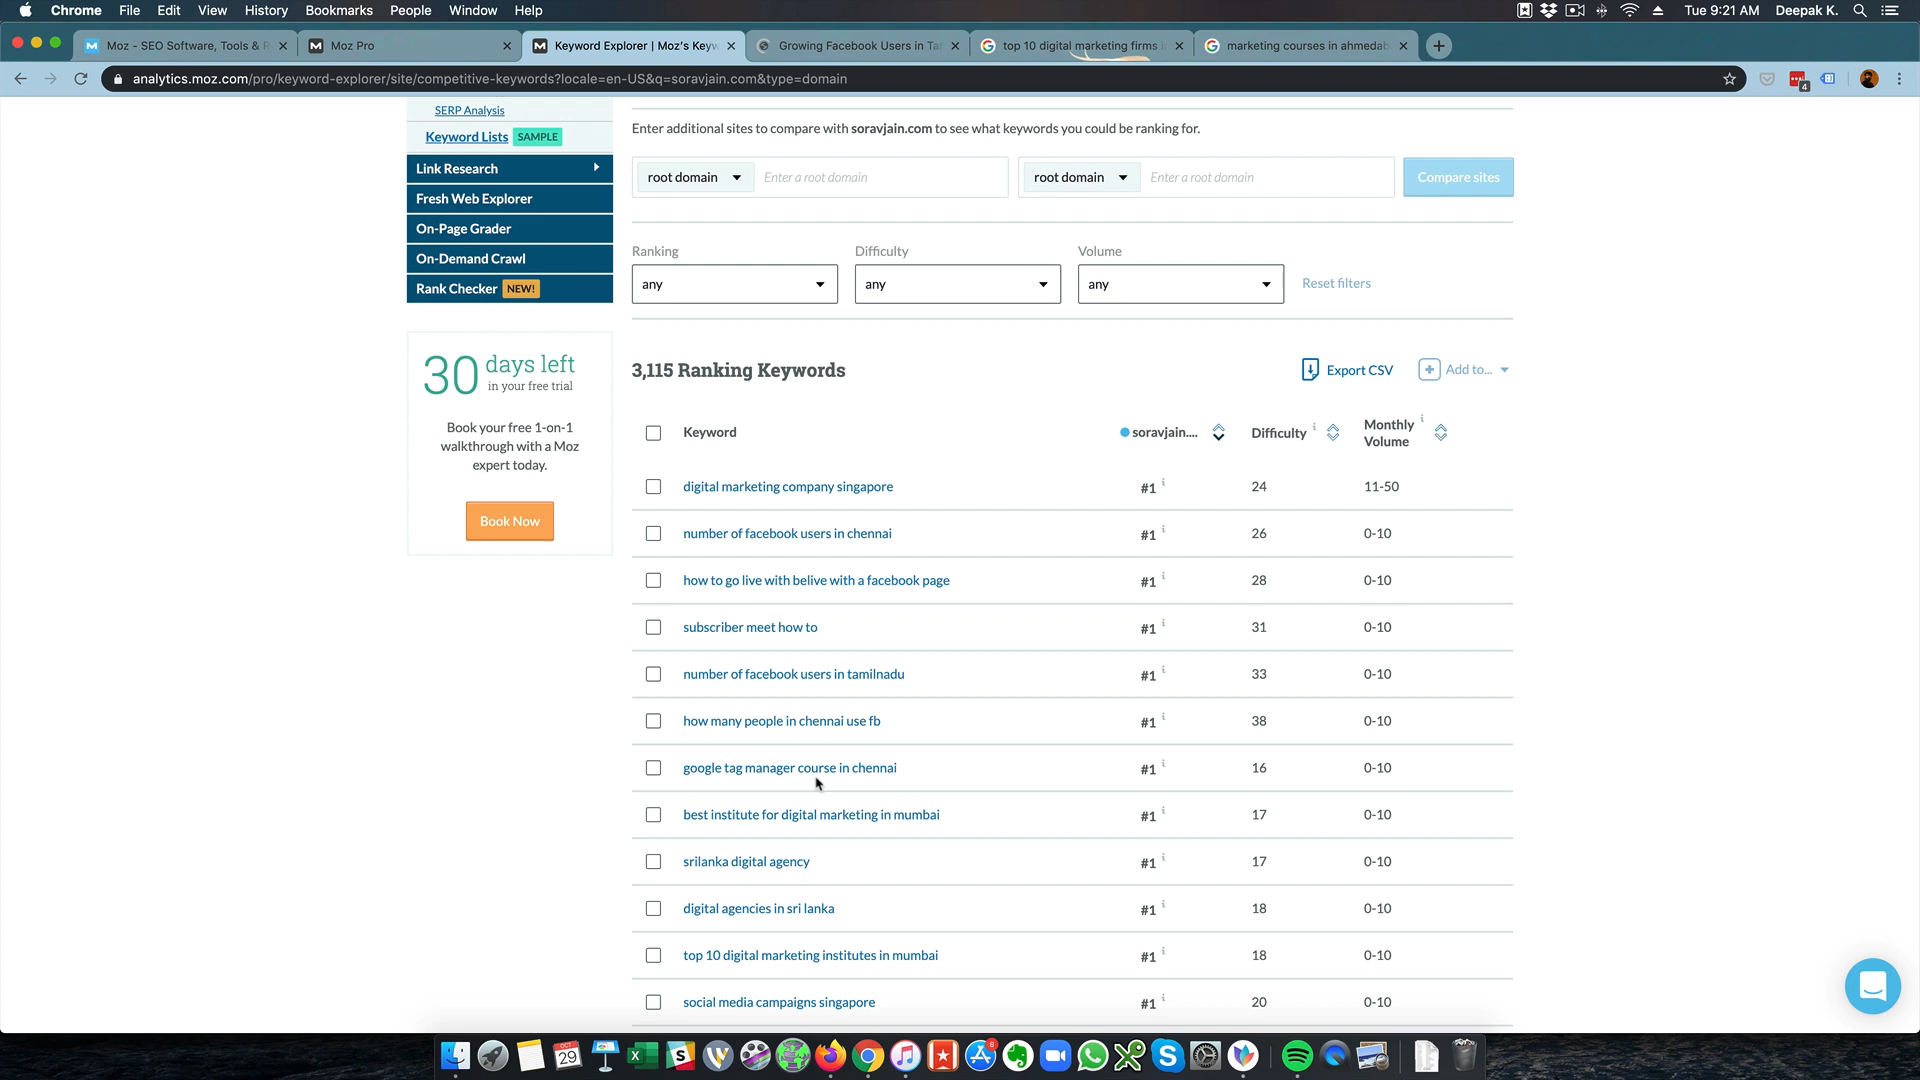 Chrome File Edit View History Bookmarks People Window Help
Tue 9:21 AM Deepak K.
Moz - SEO Software, Tools & R
Moz Pro
Keyword Explorer | Moz's Keyw
Growing Facebook Users in Ta
top 10 digital marketing firms i
marketing courses in ahmedab
analytics.moz.com/pro/keyword-explorer/site/competitive-keywords?locale=en-US&q=soravjain.com&type=domain
4
SERP Analysis
Keyword Lists SAMPLE
Link Research
Fresh Web Explorer
On-Page Grader
On-Demand Crawl
Rank Checker NEW!
30 days left
in your free trial
Book your free 1-on-1
walkthrough with a Moz
expert today.
Book Now
Enter additional sites to compare with soravjain.com to see what keywords you could be ranking for.
root domain Enter a root domain root domain Enter a root domain Compare sites
Ranking Difficulty Volume
any any any Reset filters
3,115 Ranking Keywords Export CSV Add to...
Keyword soravjain.... Difficulty Monthly Volume
digital marketing company singapore #1 24 11-50
number of facebook users in chennai #1 26 0-10
how to go live with belive with a facebook page #1 28 0-10
subscriber meet how to #1 31 0-10
number of facebook users in tamilnadu #1 33 0-10
how many people in chennai use fb #1 38 0-10
google tag manager course in chennai #1 16 0-10
best institute for digital marketing in mumbai #1 17 0-10
srilanka digital agency #1 17 0-10
digital agencies in sri lanka #1 18 0-10
top 10 digital marketing institutes in mumbai #1 18 0-10
social media campaigns singapore #1 20 0-10
OCT
29
8